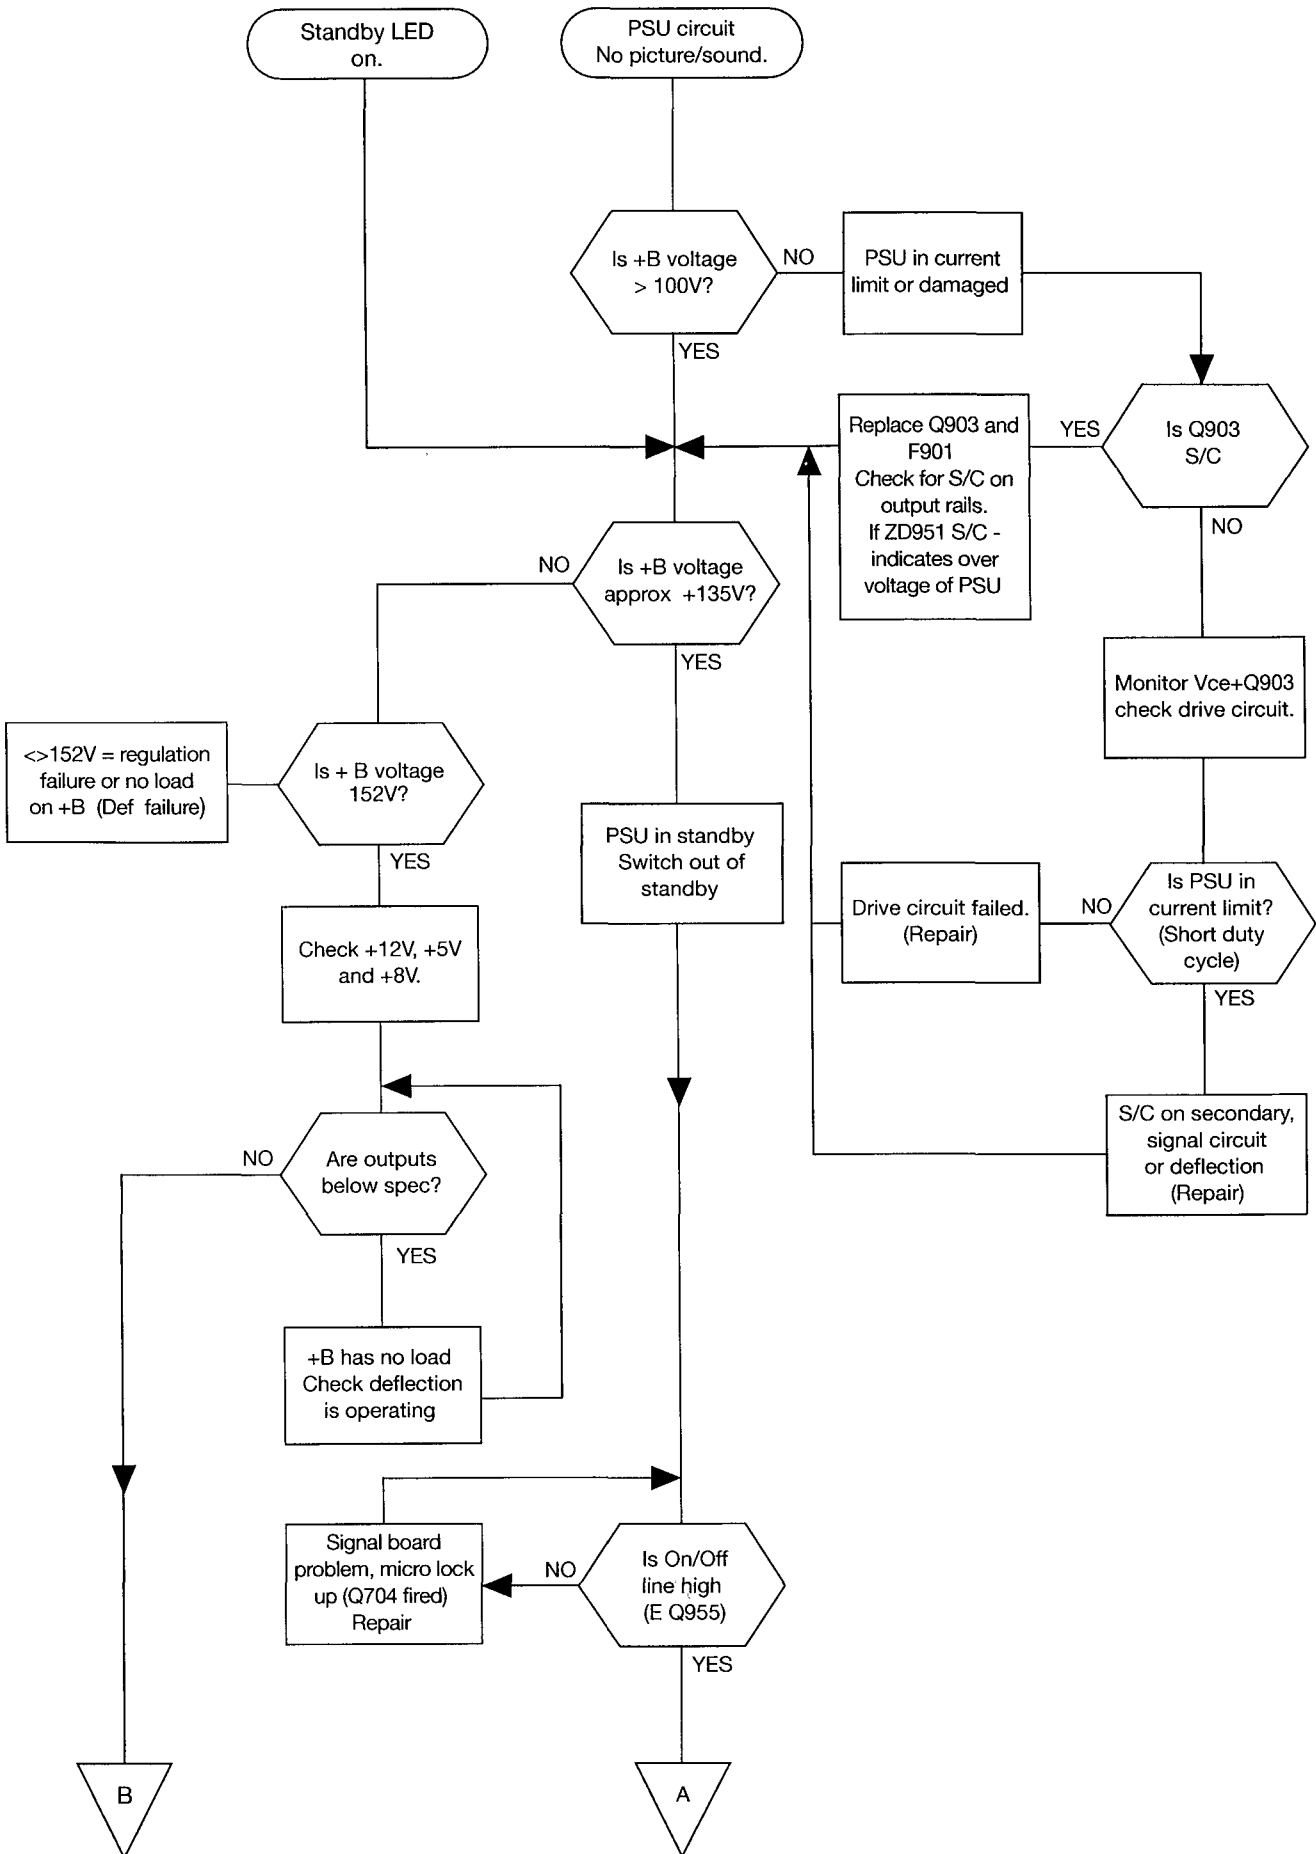 Standby LED
on.
PSU circuit
No picture/sound.
Is +B voltage
> 100V?
NO
PSU in current
limit or damaged
YES
Replace Q903 and
F901
Check for S/C on
output rails.
If ZD951 S/C -
indicates over
voltage of PSU
YES
Is Q903
S/C
NO
NO
Is +B voltage
approx +135V?
YES
Monitor Vce+Q903
check drive circuit.
<>152V = regulation
failure or no load
on +B (Def failure)
Is + B voltage
152V?
YES
PSU in standby
Switch out of
standby
Drive circuit failed.
(Repair)
NO
Is PSU in
current limit?
(Short duty
cycle)
YES
Check +12V, +5V
and +8V.
S/C on secondary,
signal circuit
or deflection
(Repair)
NO
Are outputs
below spec?
YES
+B has no load
Check deflection
is operating
Signal board
problem, micro lock
up (Q704 fired)
Repair
NO
Is On/Off
line high
(E Q955)
YES
B
A